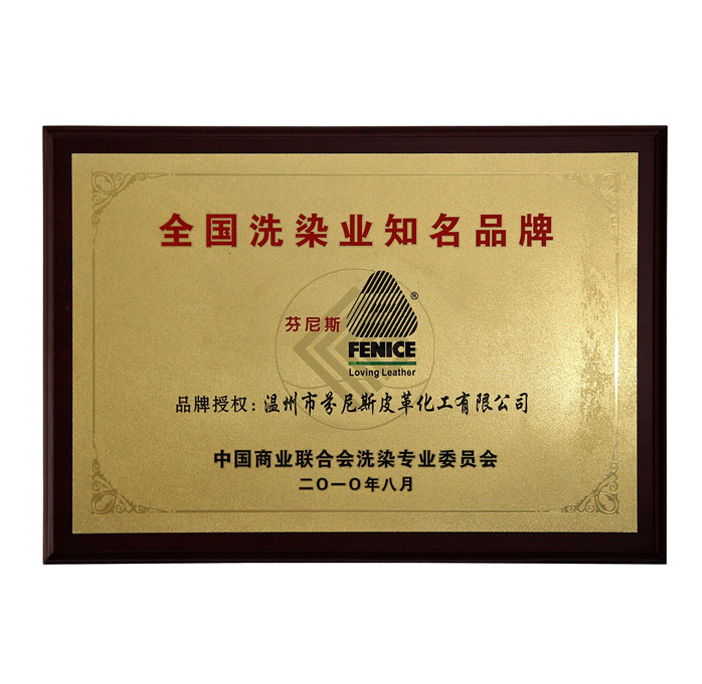 全国洗染业知名品牌
芬尼斯
®
FENICE
Loving Leather
品牌授权：温州市芬尼斯皮革化工有限公司
中国商业联合会洗染专业委员会
二〇一〇年八月